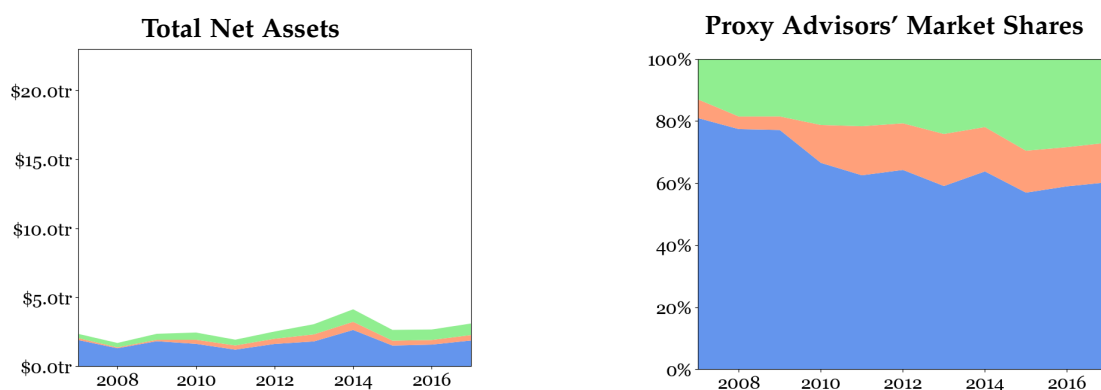 Total Net Assets
$20.0tr
$15.0tr
$10.0tr
$5.0tr
$0.0tr
2008 2010 2012 2014 2016
Proxy Advisors’ Market Shares
100%
80%
60%
40%
20%
0%
2008 2010 2012 2014 2016